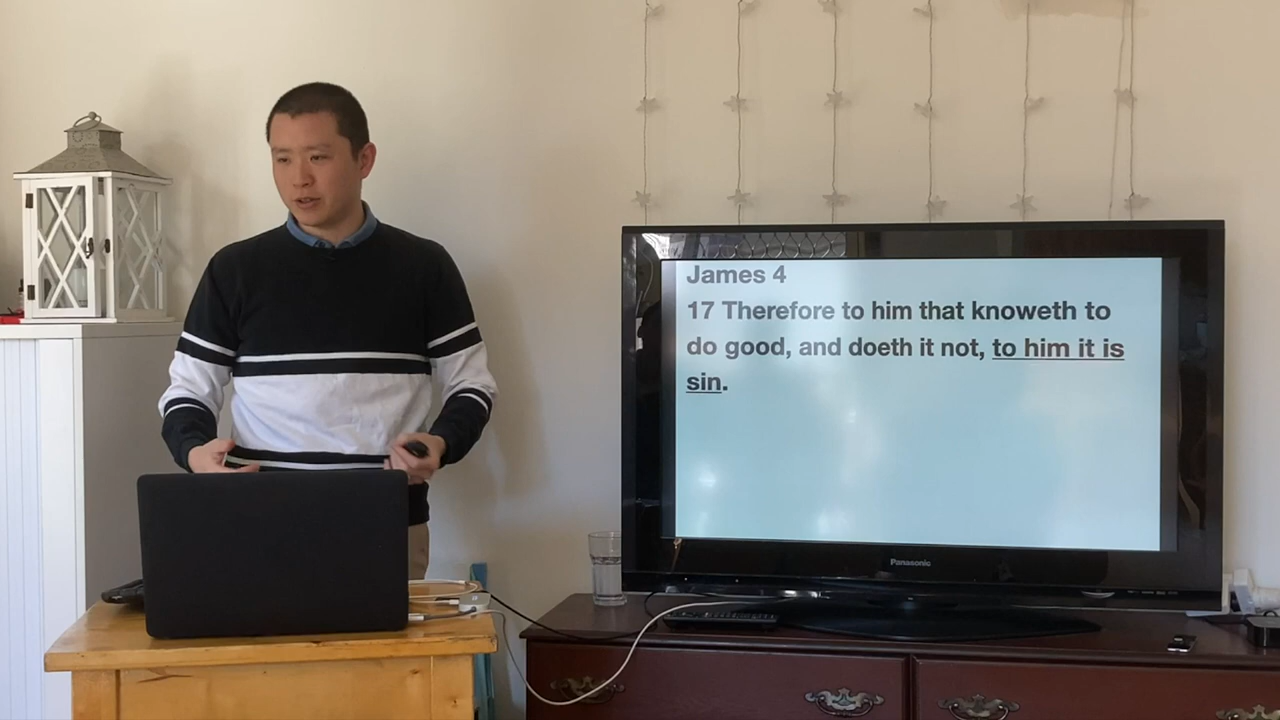 James 4
17 Therefore to him that knoweth to
do good, and doeth it not, to him it is
sin.
Panasonic